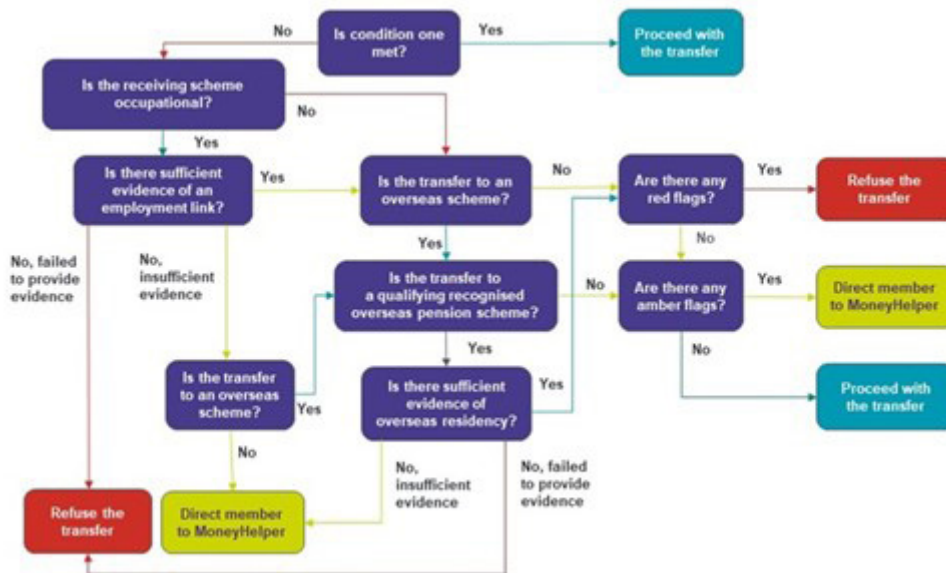 Is condition one
met?
No
Yes
Proceed with
the transfer
Is the receiving scheme
occupational?
No
Yes
Is there sufficient
evidence of an
employment link?
Yes
Is the transfer to an
overseas scheme?
No
Are there any
red flags?
Yes
Refuse the
transfer
No, failed
to provide
evidence
No,
insufficient
evidence
Yes
No
Is the transfer to
a qualifying recognised
overseas pension scheme?
No
Are there any
amber flags?
Yes
Direct member
to MoneyHelper
Yes
No
Is the transfer
to an overseas
scheme?
Yes
Is there sufficient
evidence of
overseas residency?
Yes
Proceed with
the transfer
No
No,
insufficient
evidence
No, failed
to provide
evidence
Refuse the
transfer
Direct member
to MoneyHelper